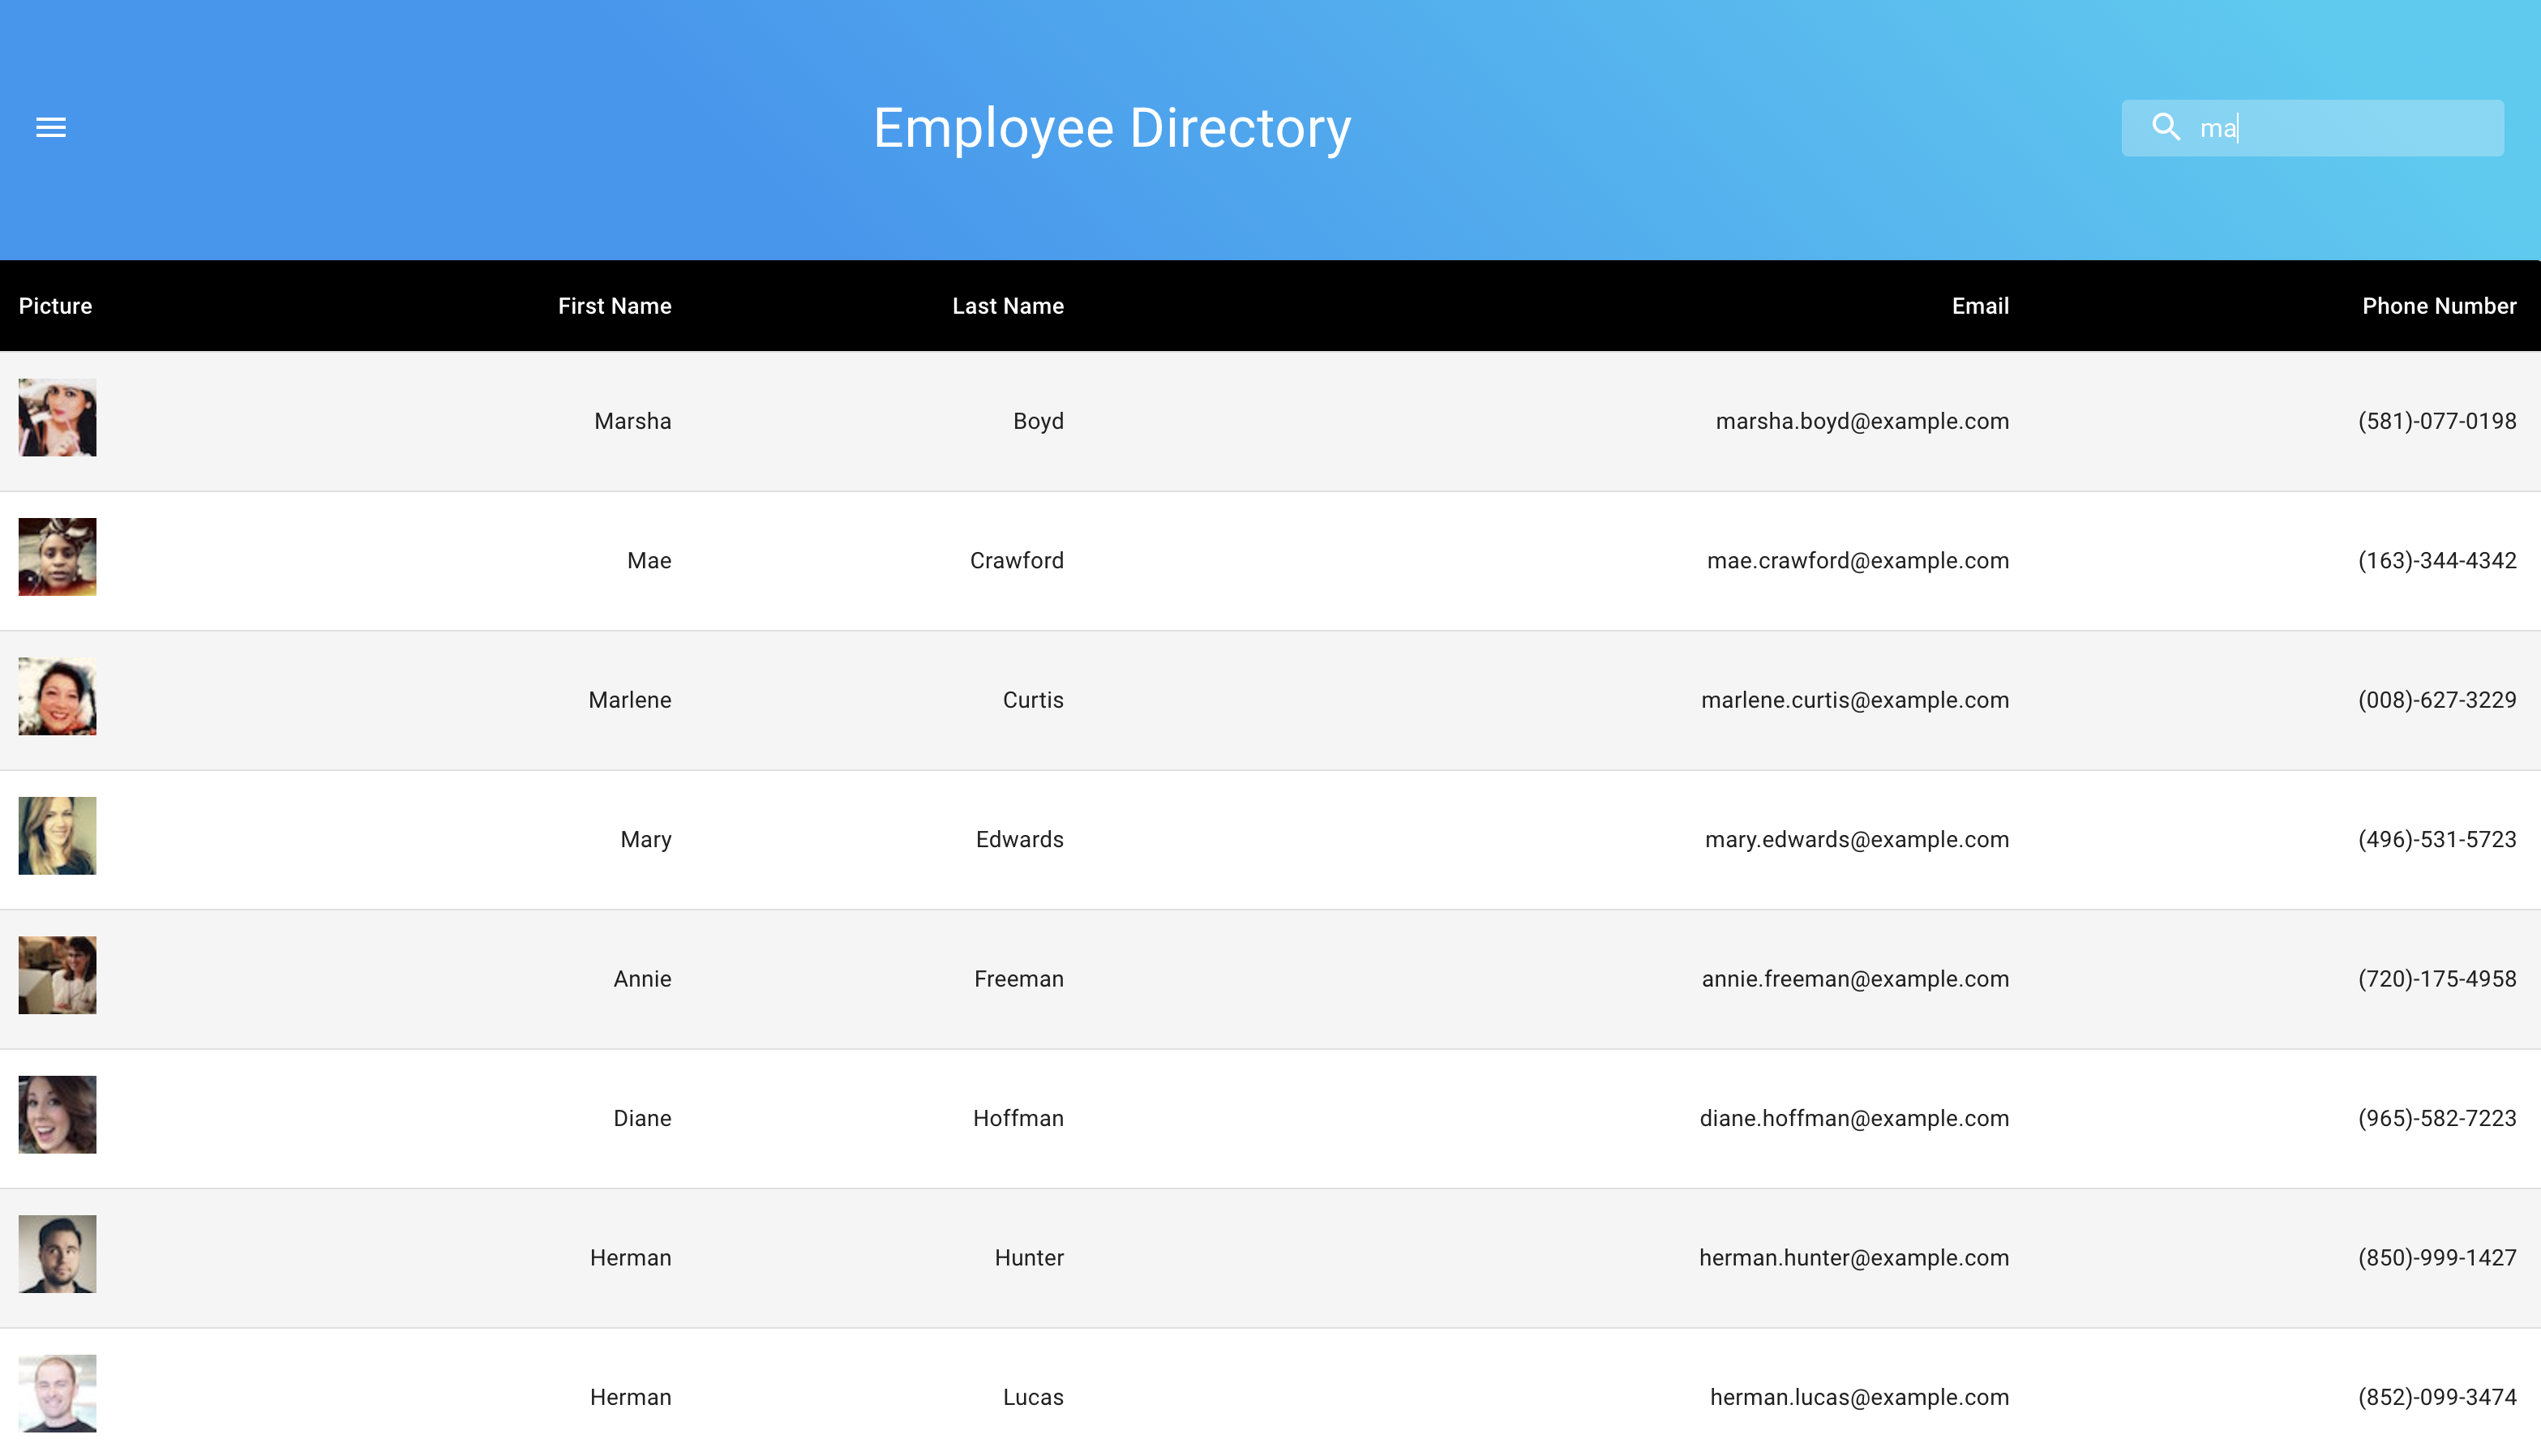 Employee Directory
ma
Picture First Name Last Name Email Phone Number
Marsha Boyd marsha.boyd@example.com (581)-077-0198
Mae Crawford mae.crawford@example.com (163)-344-4342
Marlene Curtis marlene.curtis@example.com (008)-627-3229
Mary Edwards mary.edwards@example.com (496)-531-5723
Annie Freeman annie.freeman@example.com (720)-175-4958
Diane Hoffman diane.hoffman@example.com (965)-582-7223
Herman Hunter herman.hunter@example.com (850)-999-1427
Herman Lucas herman.lucas@example.com (852)-099-3474